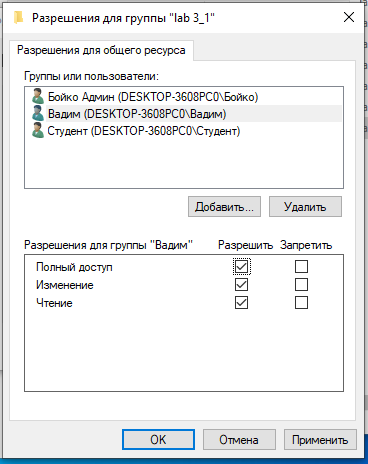 Разрешения для группы "lab 3_1"
Разрешения для общего ресурса
Группы или пользователи:
Бойко Админ (DESKTOP-3608PC0\Бойко)
Вадим (DESKTOP-3608PC0\Вадим)
Студент (DESKTOP-3608PC0\Студент)
Добавить... Удалить
Разрешения для группы "Вадим" Разрешить Запретить
Полный доступ
Изменение
Чтение
ОК Отмена Применить